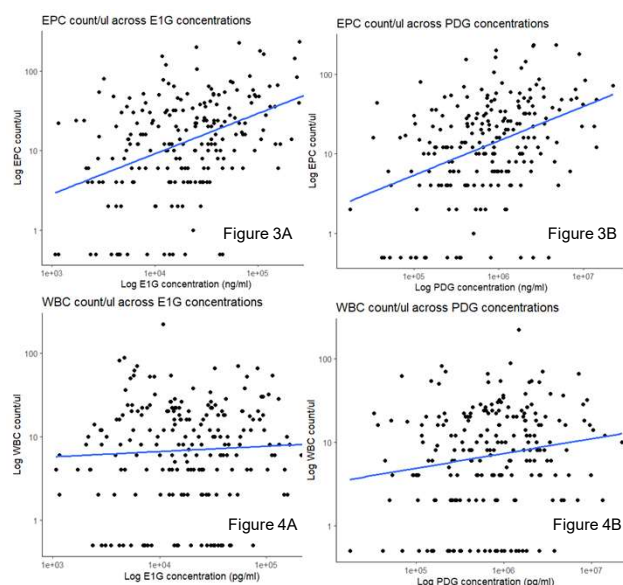 EPC count/ul across E1G concentrations
Log EPC count/ul
100
10
1
Figure 3A
1e+03
1e+04
1e+05
Log E1G concentration (ng/ml)
EPC count/ul across PDG concentrations
Log EPC count/ul
100
10
1
Figure 3B
1e+05
1e+06
1e+07
Log PDG concentration (ng/ml)
WBC count/ul across E1G concentrations
Log WBC count/ul
100
10
1
Figure 4A
1e+03
1e+04
1e+05
Log E1G concentration (pg/ml)
WBC count/ul across PDG concentrations
Log WBC count/ul
100
10
1
Figure 4B
1e+05
1e+06
1e+07
Log PDG concentration (pg/ml)